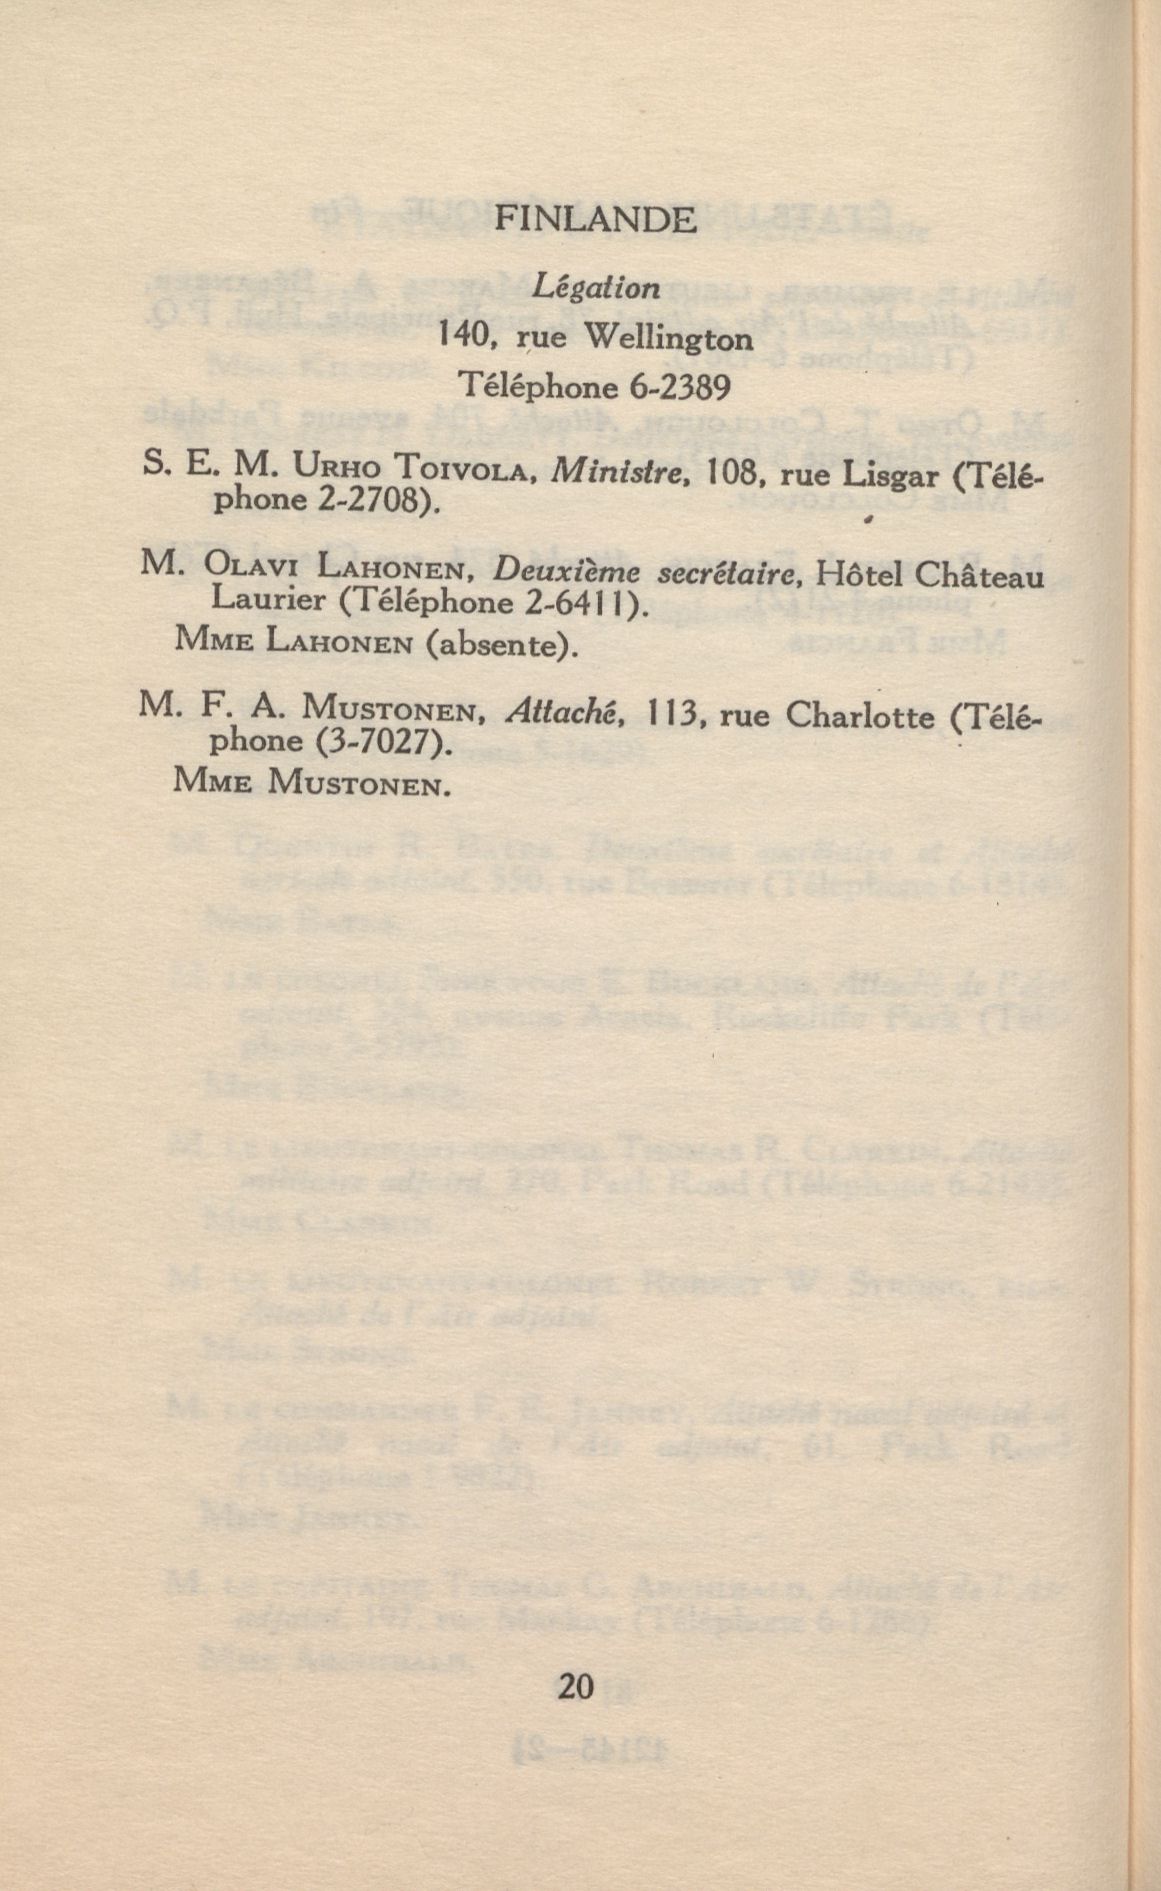 FINLANDE
Légation
140, rue Wellington
Téléphone 6-2389
S. E. M. URHO TOIVOLA, Ministre, 108, rue Lisgar (Télé-
phone 2-2708).
M. OLAVI LAHONEN, Deuxième secrétaire, Hôtel Château
Laurier (Téléphone 2-6411).
MME LAHONEN (absente).
M. F. A. MUSTONEN, Attaché, 113, rue Charlotte (Télé-
phone (3-7027).
MME MUSTONEN.
20